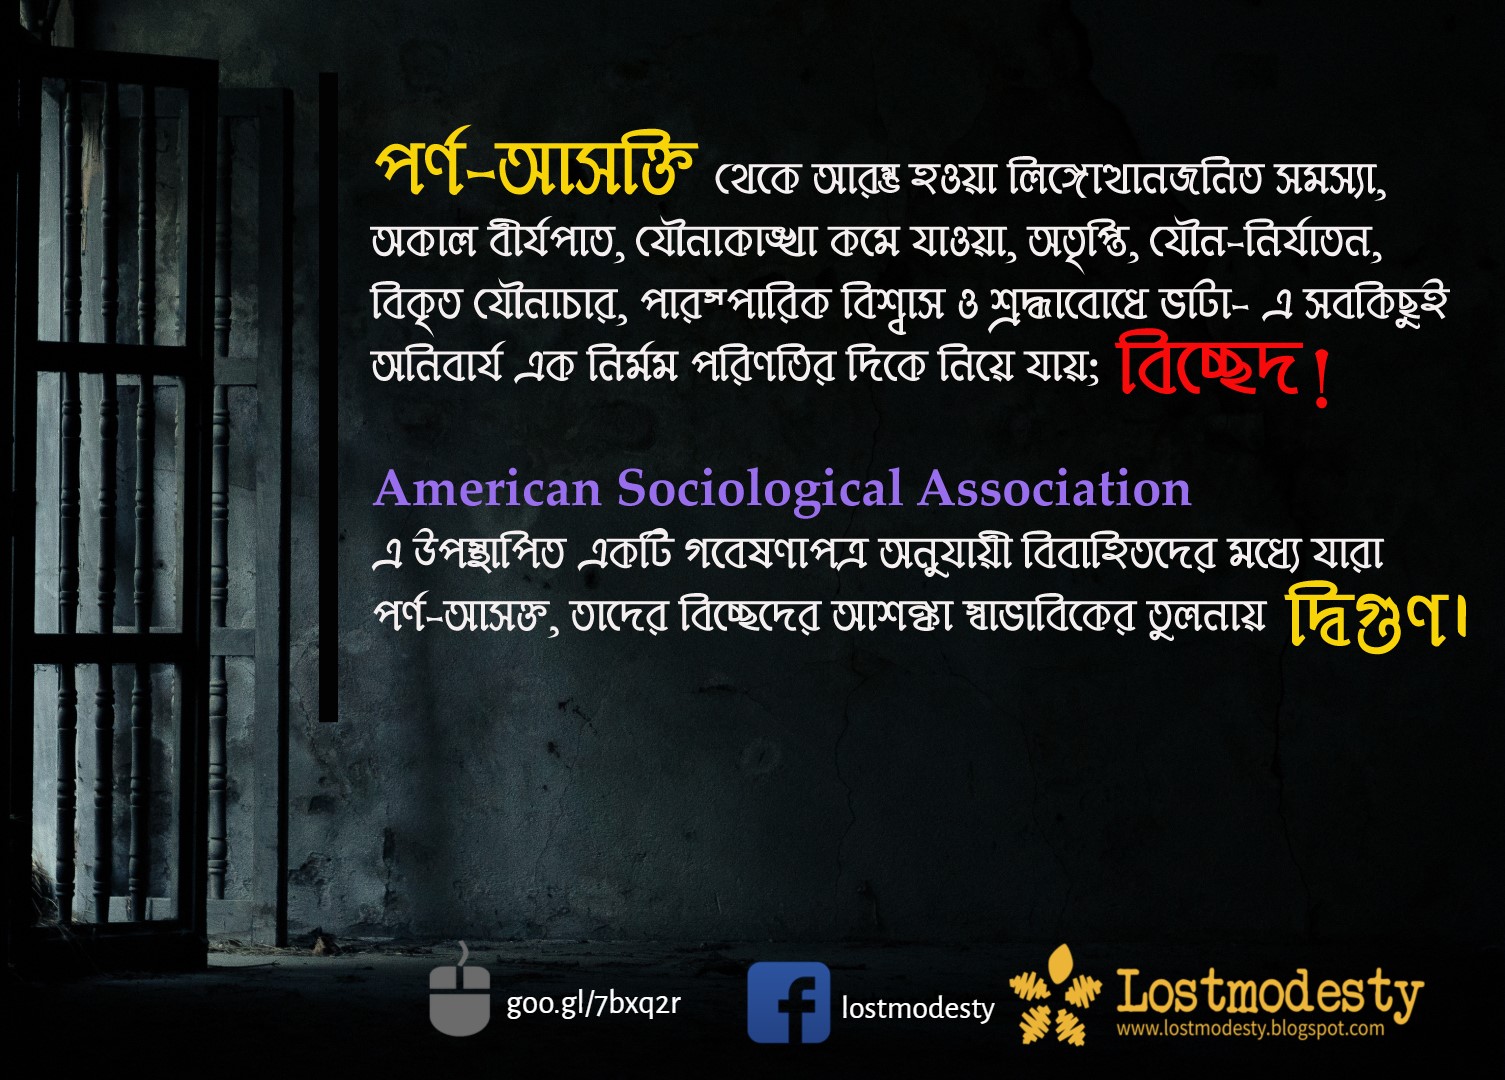 পর্ণ-আসক্তি থেকে আরম্ভ হওয়া লিঙ্গোত্থানজনিত সমস্যা,
অকাল বীর্যপাত, যৌনাকাঙ্খা কমে যাওয়া, অতৃপ্তি, যৌন-নির্যাতন,
বিকৃত যৌনাচার, পারস্পারিক বিশ্বাস ও শ্রদ্ধাবোধে ভাটা- এ সবকিছুই
অনিবার্য এক নির্মম পরিণতির দিকে নিয়ে যায়; বিচ্ছেদ!
American Sociological Association
এ উপস্থাপিত একটি গবেষণাপত্র অনুযায়ী বিবাহিতদের মধ্যে যারা
পর্ণ-আসক্ত, তাদের বিচ্ছেদের আশঙ্কা স্বাভাবিকের তুলনায় দ্বিগুণ।
goo.gl/7bxq2r
lostmodesty
Lostmodesty
www.lostmodesty.blogspot.com